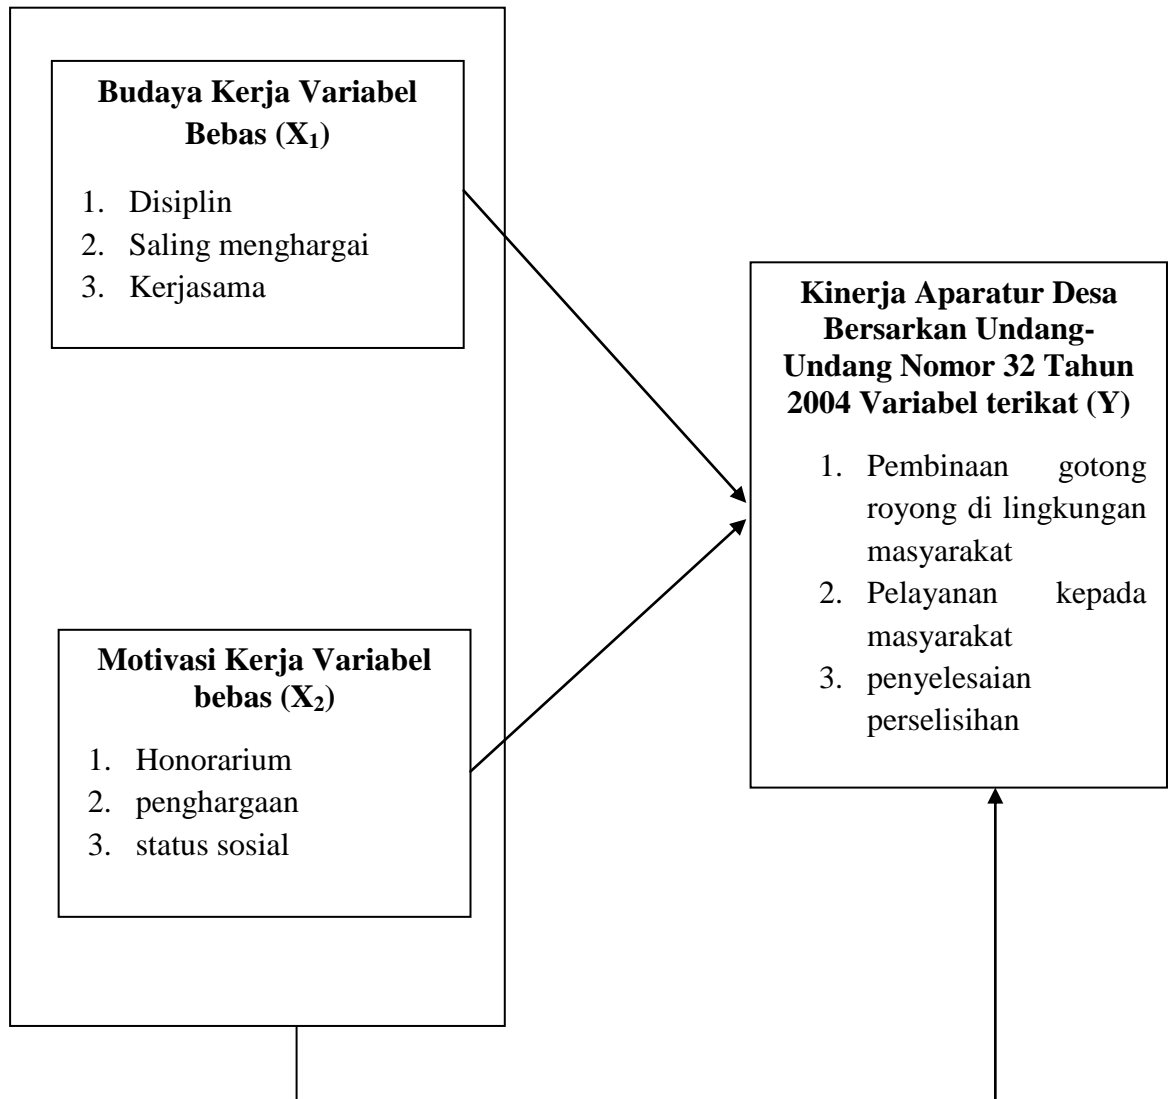 Budaya Kerja Variabel
Bebas (X₁)
1. Disiplin
2. Saling menghargai
3. Kerjasama
Motivasi Kerja Variabel
bebas (X₂)
1. Honorarium
2. penghargaan
3. status sosial
Kinerja Aparatur Desa
Bersarkan Undang-
Undang Nomor 32 Tahun
2004 Variabel terikat (Y)
1. Pembinaan gotong
royong di lingkungan
masyarakat
2. Pelayanan kepada
masyarakat
3. penyelesaian
perselisihan